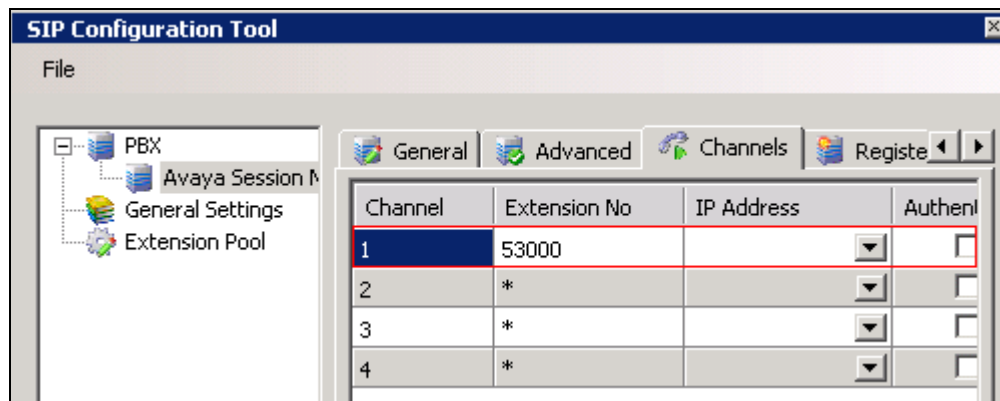 SIP Configuration Tool
File
PBX
Avaya Session M
General Settings
Extension Pool
General
Advanced
Channels
Registe
Channel Extension No IP Address Authen
1 53000
2 *
3 *
4 *